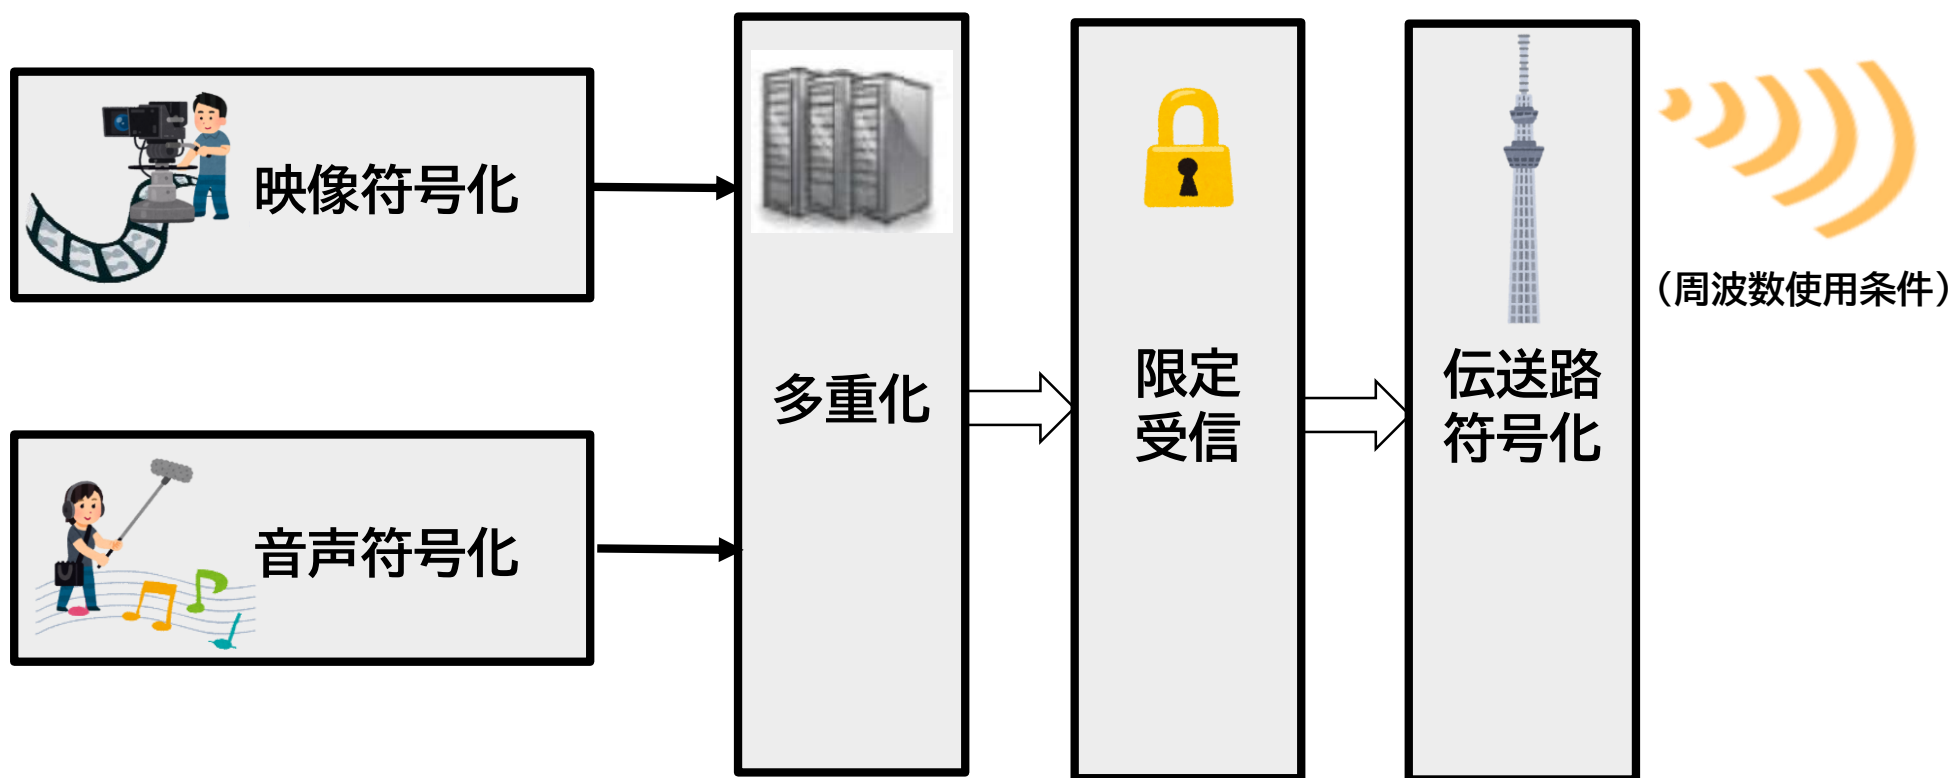 映像符号化
音声符号化
多重化
限定
受信
伝送路
符号化
（周波数使用条件）